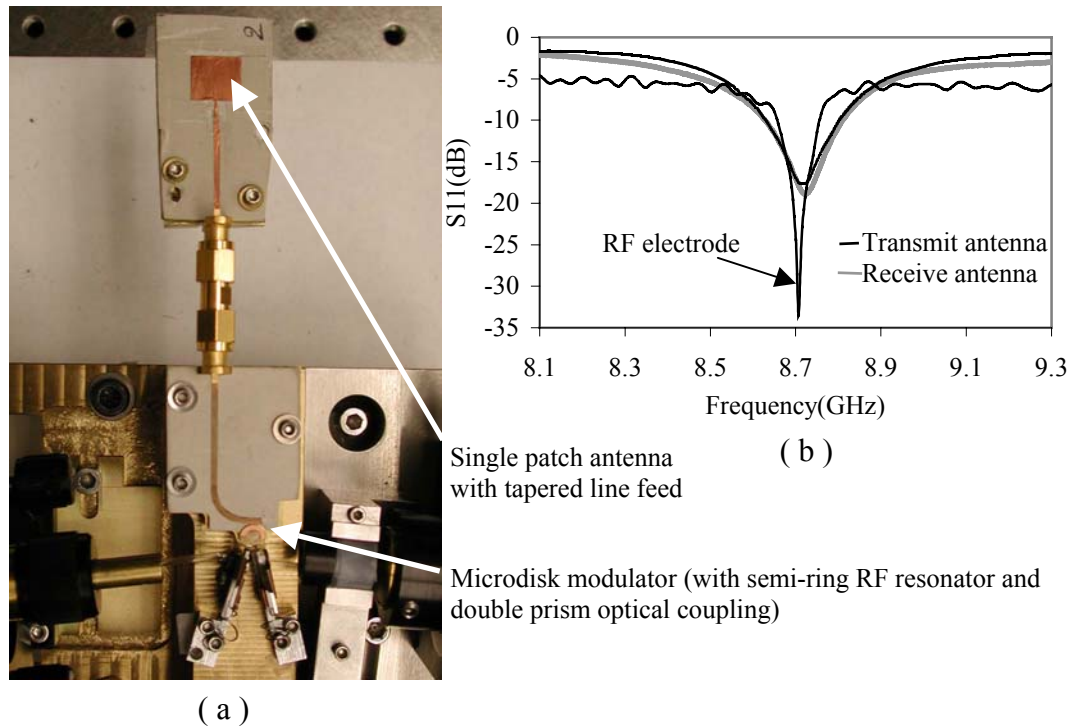 2
0
-5
-10
-15
-20
-25
-30
-35
S11(dB)
RF electrode
Transmit antenna
Receive antenna
8.1 8.3 8.5 8.7 8.9 9.1 9.3
Frequency(GHz)
( b )
Single patch antenna
with tapered line feed
Microdisk modulator (with semi-ring RF resonator and
double prism optical coupling)
( a )